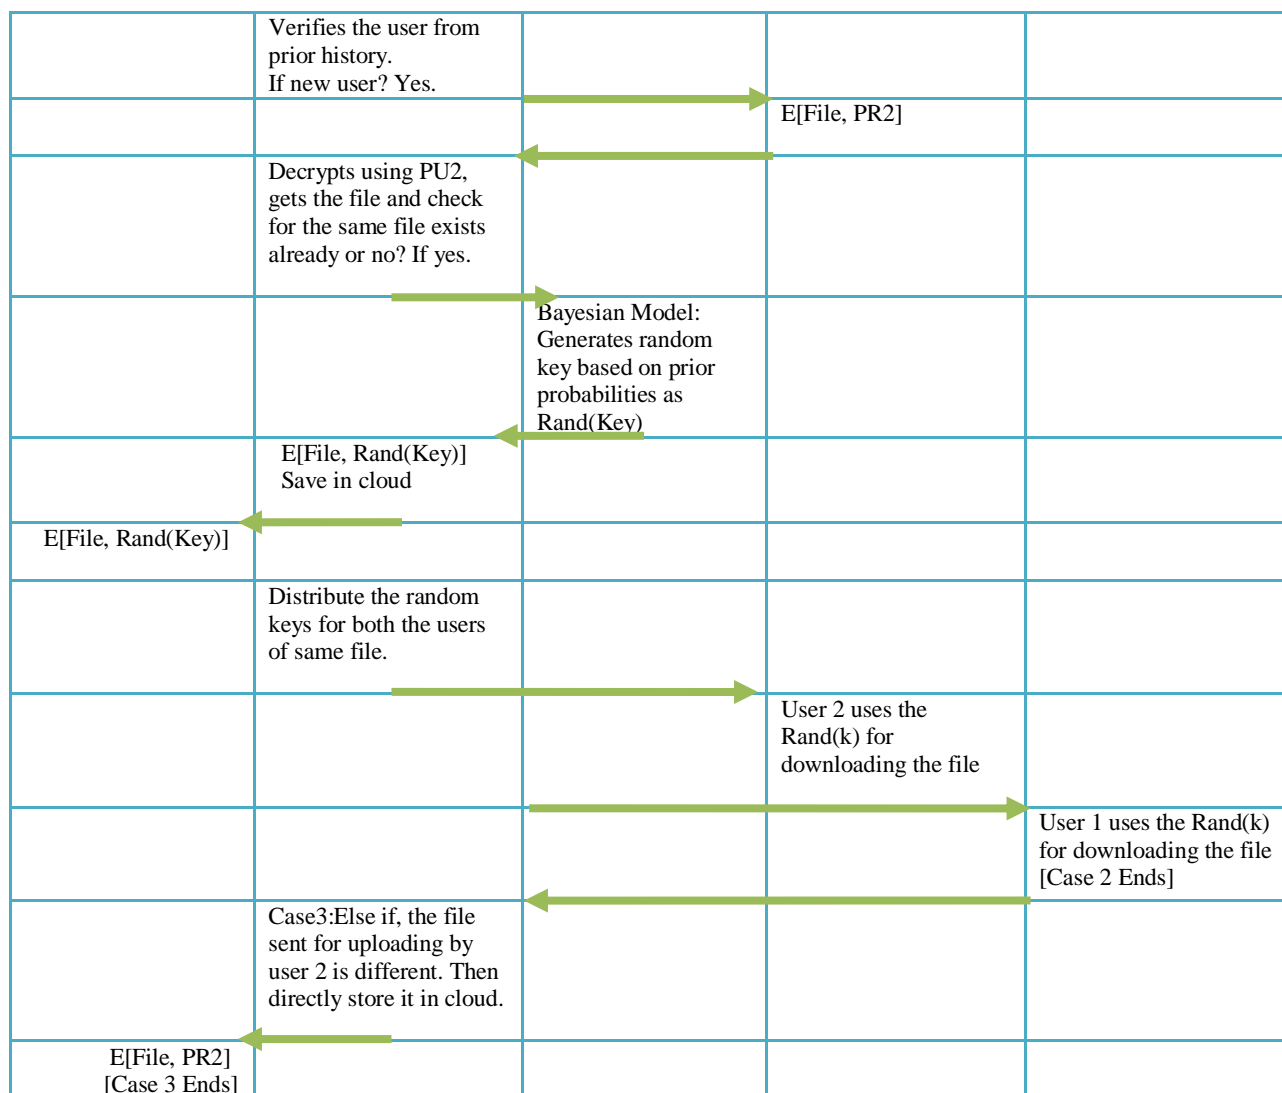 Verifies the user from
prior history.
If new user? Yes.
E[File, PR2]
Decrypts using PU2,
gets the file and check
for the same file exists
already or no? If yes.
Bayesian Model:
Generates random
key based on prior
probabilities as
Rand(Key)
E[File, Rand(Key)]
Save in cloud
E[File, Rand(Key)]
Distribute the random
keys for both the users
of same file.
User 2 uses the
Rand(k) for
downloading the file
User 1 uses the Rand(k)
for downloading the file
[Case 2 Ends]
Case3:Else if, the file
sent for uploading by
user 2 is different. Then
directly store it in cloud.
E[File, PR2]
[Case 3 Ends]